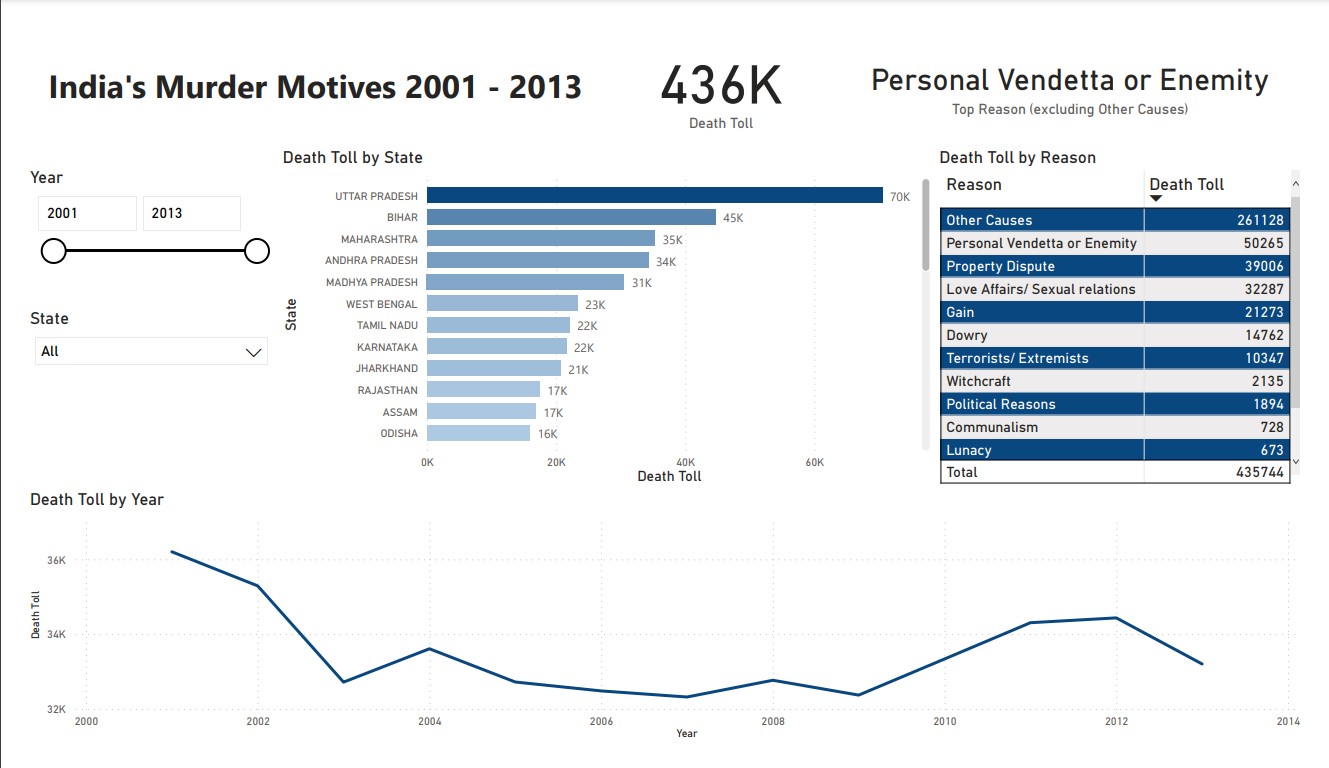 India's Murder Motives 2001 - 2013
436K
Death Toll
Personal Vendetta or Enemity
Top Reason (excluding Other Causes)
Year
2001 2013
State
All
Death Toll by State
State
UTTAR PRADESH 70K
BIHAR 45K
MAHARASHTRA 35K
ANDHRA PRADESH 34K
MADHYA PRADESH 31K
WEST BENGAL 23K
TAMIL NADU 22K
KARNATAKA 22K
JHARKHAND 21K
RAJASTHAN 17K
ASSAM 17K
ODISHA 16K
0K 20K 40K 60K
Death Toll
Death Toll by Reason
Reason Death Toll
Other Causes 261128
Personal Vendetta or Enemity 50265
Property Dispute 39006
Love Affairs/ Sexual relations 32287
Gain 21273
Dowry 14762
Terrorists/ Extremists 10347
Witchcraft 2135
Political Reasons 1894
Communalism 728
Lunacy 673
Total 435744
Death Toll by Year
Death Toll
36K
34K
32K
2000 2002 2004 2006 2008 2010 2012 2014
Year